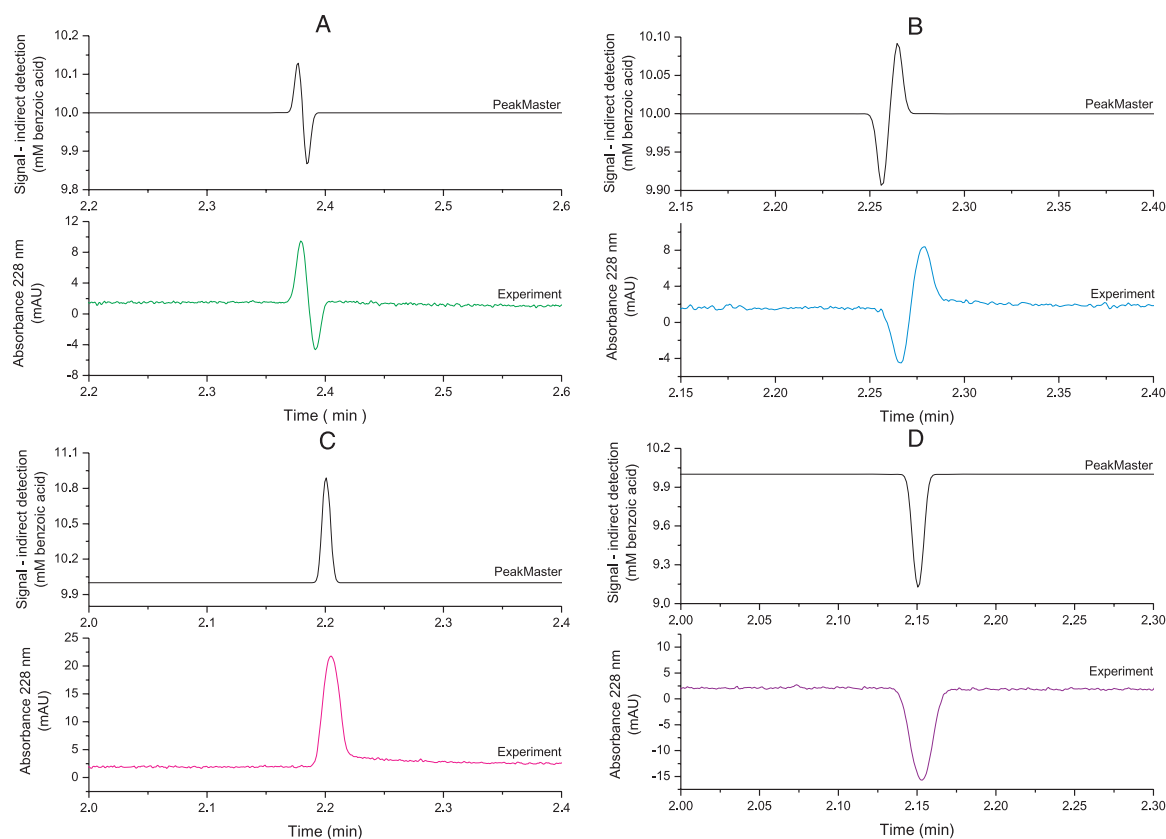 A
Signal - indirect detection
(mM benzoic acid)
10.2
10.1
10.0
9.9
9.8
PeakMaster
2.2
2.3
2.4
2.5
2.6
Absorbance 228 nm
(mAU)
12
8
4
0
-4
-8
Experiment
2.2
2.3
2.4
2.5
2.6
Time ( min )
B
Signal - indirect detection
(mM benzoic acid)
10.10
10.05
10.00
9.95
9.90
PeakMaster
2.15
2.20
2.25
2.30
2.35
2.40
Absorbance 228 nm
(mAU)
8
4
0
-4
Experiment
2.15
2.20
2.25
2.30
2.35
2.40
Time (min)
C
Signal - indirect detection
(mM benzoic acid)
11.1
10.8
10.5
10.2
9.9
PeakMaster
2.0
2.1
2.2
2.3
2.4
Absorbance 228 nm
(mAU)
25
20
15
10
5
0
Experiment
2.0
2.1
2.2
2.3
2.4
Time (min)
D
Signal - indirect detection
(mM benzoic acid)
10.2
9.9
9.6
9.3
9.0
PeakMaster
2.00
2.05
2.10
2.15
2.20
2.25
2.30
Absorbance 228 nm
(mAU)
10
5
0
-5
-10
-15
Experiment
2.00
2.05
2.10
2.15
2.20
2.25
2.30
Time (min)